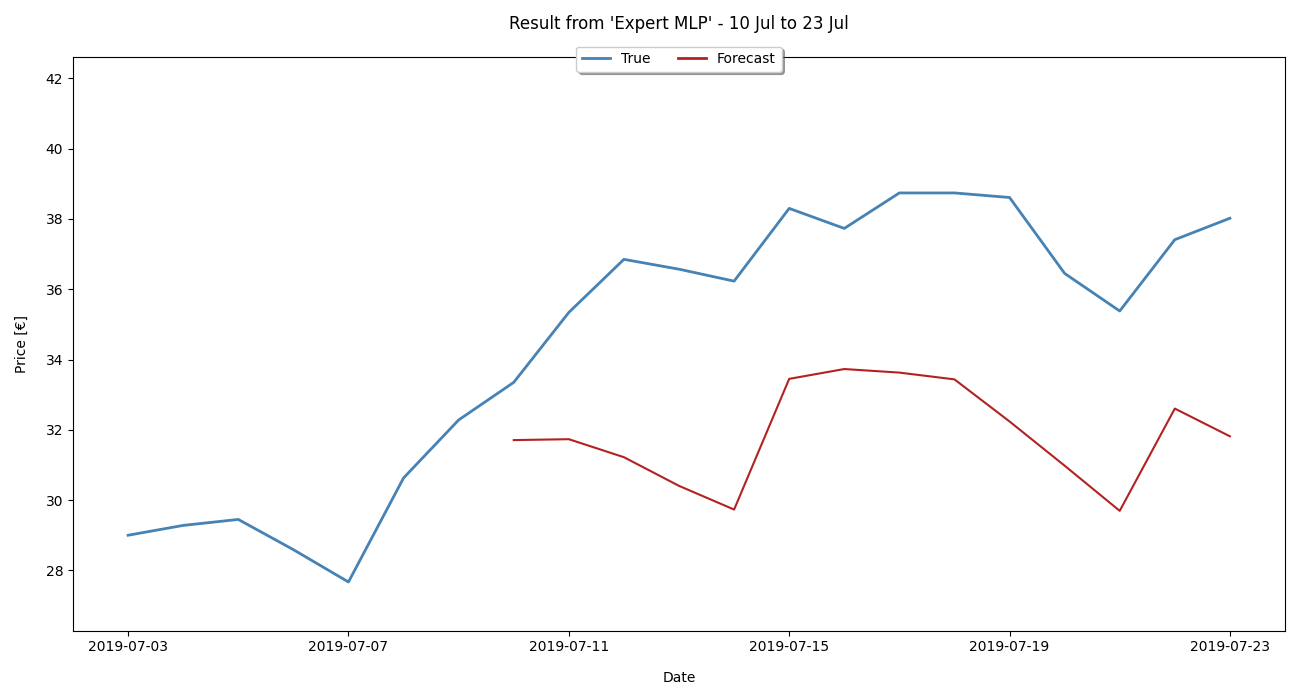 Result from 'Expert MLP' - 10 Jul to 23 Jul
True Forecast
42
40
38
36
34
32
30
28
Price [€]
2019-07-03 2019-07-07 2019-07-11 2019-07-15 2019-07-19 2019-07-23
Date